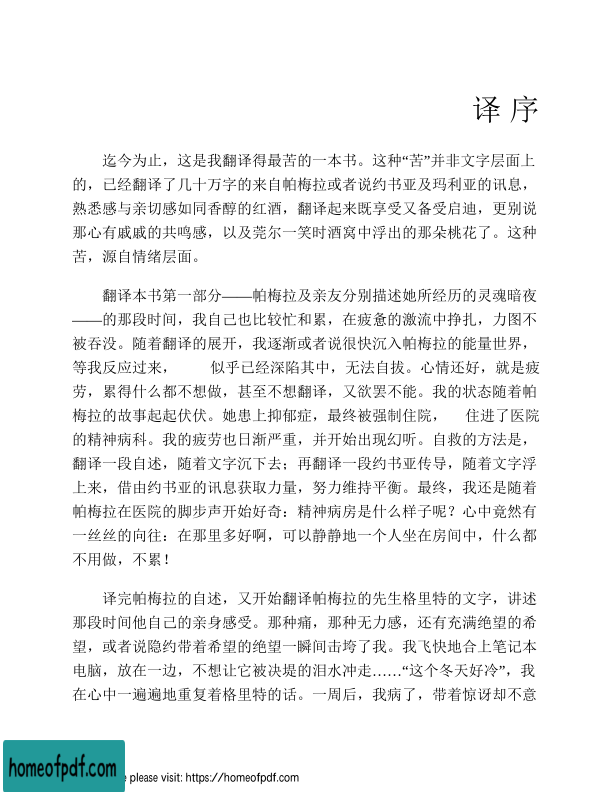 译 序
迄今为止，这是我翻译得最苦的一本书。这种“苦”并非文字层面上
的，已经翻译了几十万字的来自帕梅拉或者说约书亚及玛利亚的讯息，
熟悉感与亲切感如同香醇的红酒，翻译起来既享受又备受启迪，更别说
那心有戚戚的共鸣感，以及莞尔一笑时酒窝中浮出的那朵桃花了。这种
苦，源自情绪层面。
翻译本书第一部分——帕梅拉及亲友分别描述她所经历的灵魂暗夜
——的那段时间，我自己也比较忙和累，在疲惫的激流中挣扎，力图不
被吞没。随着翻译的展开，我逐渐或者说很快沉入帕梅拉的能量世界，
等我反应过来， 似乎已经深陷其中，无法自拔。心情还好，就是疲
劳，累得什么都不想做，甚至不想翻译，又欲罢不能。我的状态随着帕
梅拉的故事起起伏伏。她患上抑郁症，最终被强制住院， 住进了医院
的精神病科。我的疲劳也日渐严重，并开始出现幻听。自救的方法是，
翻译一段自述，随着文字沉下去；再翻译一段约书亚传导，随着文字浮
上来，借由约书亚的讯息获取力量，努力维持平衡。最终，我还是随着
帕梅拉在医院的脚步声开始好奇：精神病房是什么样子呢？心中竟然有
一丝丝的向往：在那里多好啊，可以静静地一个人坐在房间中，什么都
不用做，不累！
译完帕梅拉的自述，又开始翻译帕梅拉的先生格里特的文字，讲述
那段时间他自己的亲身感受。那种痛，那种无力感，还有充满绝望的希
望，或者说隐约带着希望的绝望一瞬间击垮了我。我飞快地合上笔记本
电脑，放在一边，不想让它被决堤的泪水冲走……“这个冬天好冷”，我
在心中一遍遍地重复着格里特的话。一周后，我病了，带着惊讶却不意
homeofpdf.com
please visit: https://homeofpdf.com